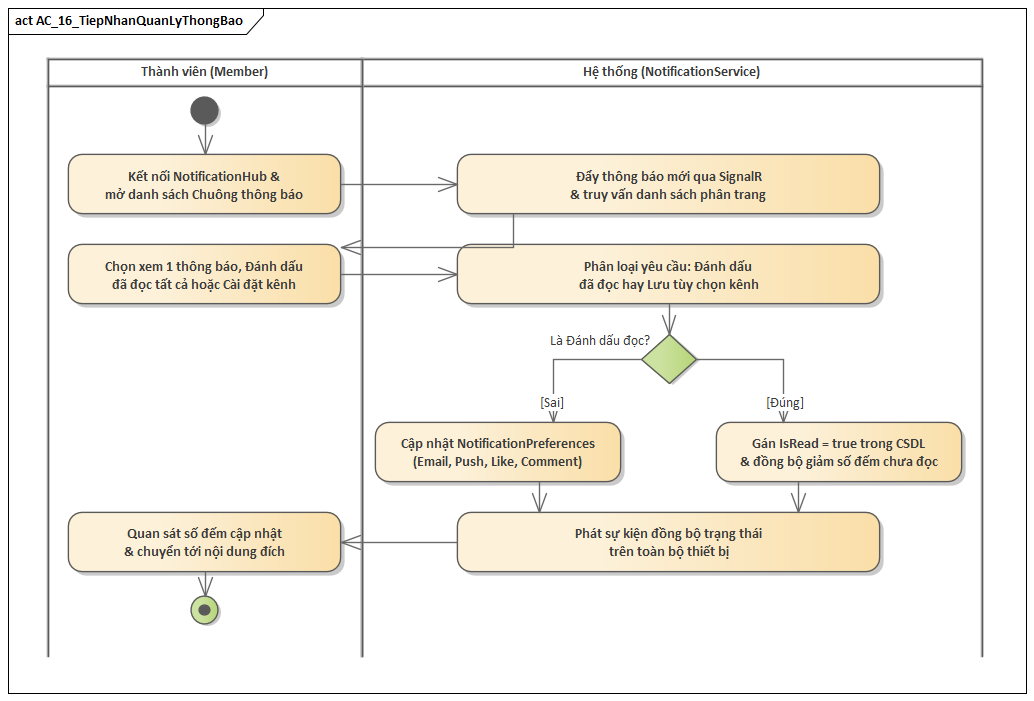 act AC_16_TiepNhanQuanLyThongBao
Thành viên (Member)
Hệ thống (NotificationService)
Kết nối NotificationHub &
mở danh sách Chuông thông báo
Đẩy thông báo mới qua SignalR
& truy vấn danh sách phân trang
Chọn xem 1 thông báo, Đánh dấu
đã đọc tất cả hoặc Cài đặt kênh
Phân loại yêu cầu: Đánh dấu
đã đọc hay Lưu tùy chọn kênh
Là Đánh dấu đọc?
[Sai]
[Đúng]
Cập nhật NotificationPreferences
(Email, Push, Like, Comment)
Gán IsRead = true trong CSDL
& đồng bộ giảm số đếm chưa đọc
Quan sát số đếm cập nhật
& chuyển tới nội dung đích
Phát sự kiện đồng bộ trạng thái
trên toàn bộ thiết bị